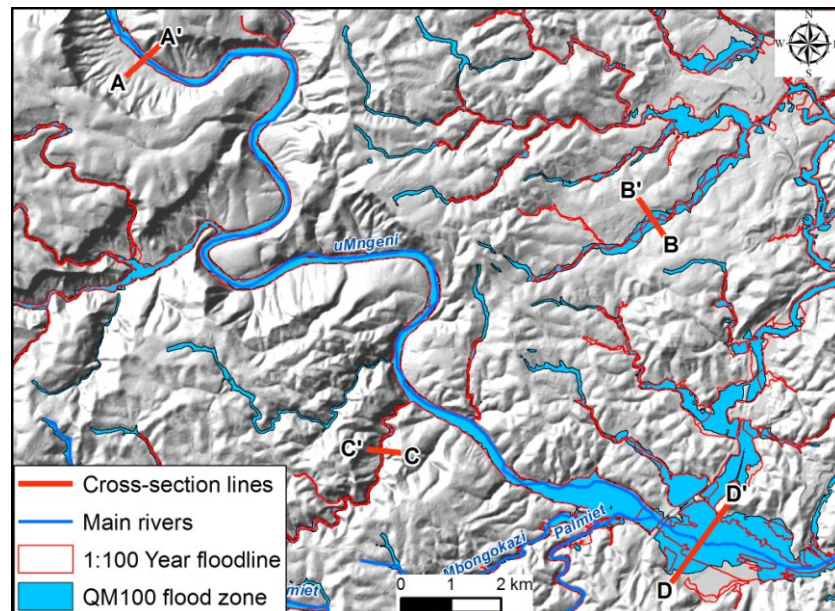 A'
A
N
W
E
S
B'
B
uMngeni
C'
C
D'
D
Palmiet
Mbongokazi
miet
Cross-section lines
Main rivers
1:100 Year floodline
QM100 flood zone
0 1 2 km